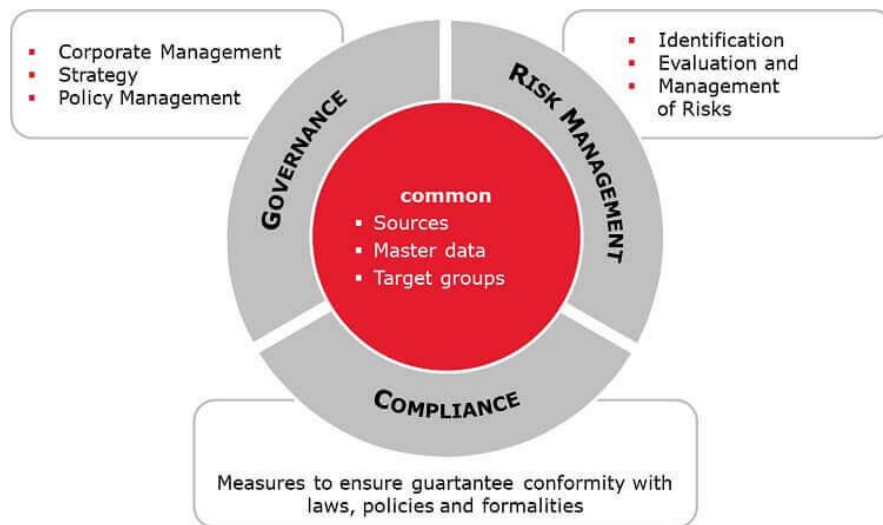 Corporate Management
Strategy
Policy Management
Identification
Evaluation and
Management
of Risks
GOVERNANCE
RISK MANAGEMENT
common
Sources
Master data
Target groups
COMPLIANCE
Measures to ensure guartantee conformity with
laws, policies and formalities